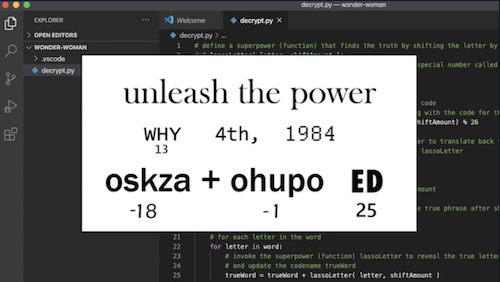 decrypt.py — wonder-woman
EXPLORER
Welcome
decrypt.py
OPEN EDITORS
WONDER-WOMAN
.vscode
decrypt.py
decrypt.py > ...
1 # define a superpower (function) that finds the truth by shifting the letter by
special number called
code
ng with the code for th
shiftAmount) % 26
er to translate back
lassoLetter
mount
e true phrase after sh
unleash the power
WHY 4th, 1984
13
oskza + ohupo ED
-18 -1 25
21 # for each letter in the word
22 for letter in word:
23 # invoke the superpower (function) lassoLetter to reveal the true letter
24 # and update the codename trueWord
25 trueWord = trueWord + lassoLetter( letter, shiftAmount )